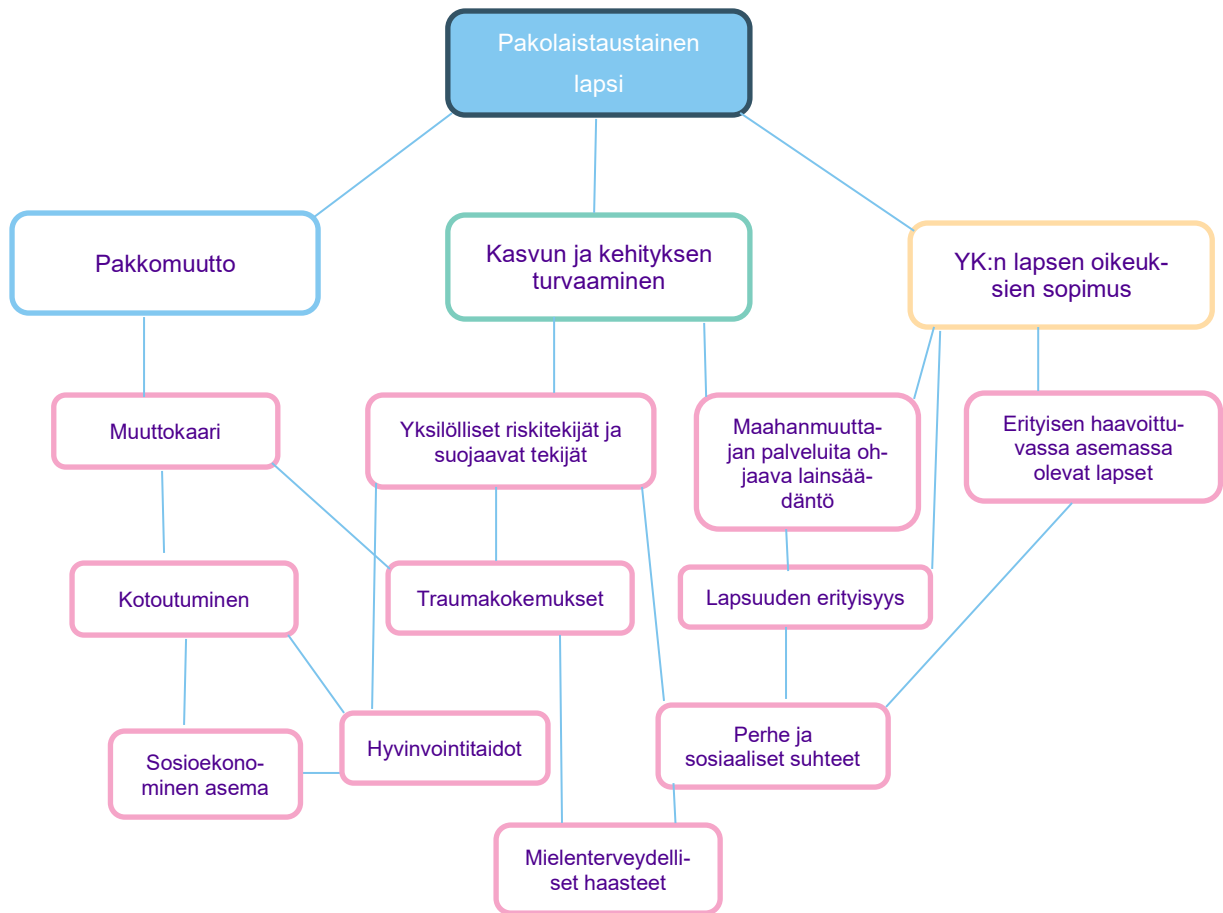 Pakolaistaustainen
lapsi
Pakkomuutto
Kasvun ja kehityksen
turvaaminen
YK:n lapsen oikeuk-
sien sopimus
Muuttokaari
Yksilölliset riskitekijät ja
suojaavat tekijät
Maahanmuutta-
jan palveluita oh-
jaava lainsää-
däntö
Erityisen haavoittu-
vassa asemassa
olevat lapset
Kotoutuminen
Traumakokemukset
Lapsuuden erityisyys
Sosioekono-
minen asema
Hyvinvointitaidot
Perhe ja
sosiaaliset suhteet
Mielenterveydelli-
set haasteet